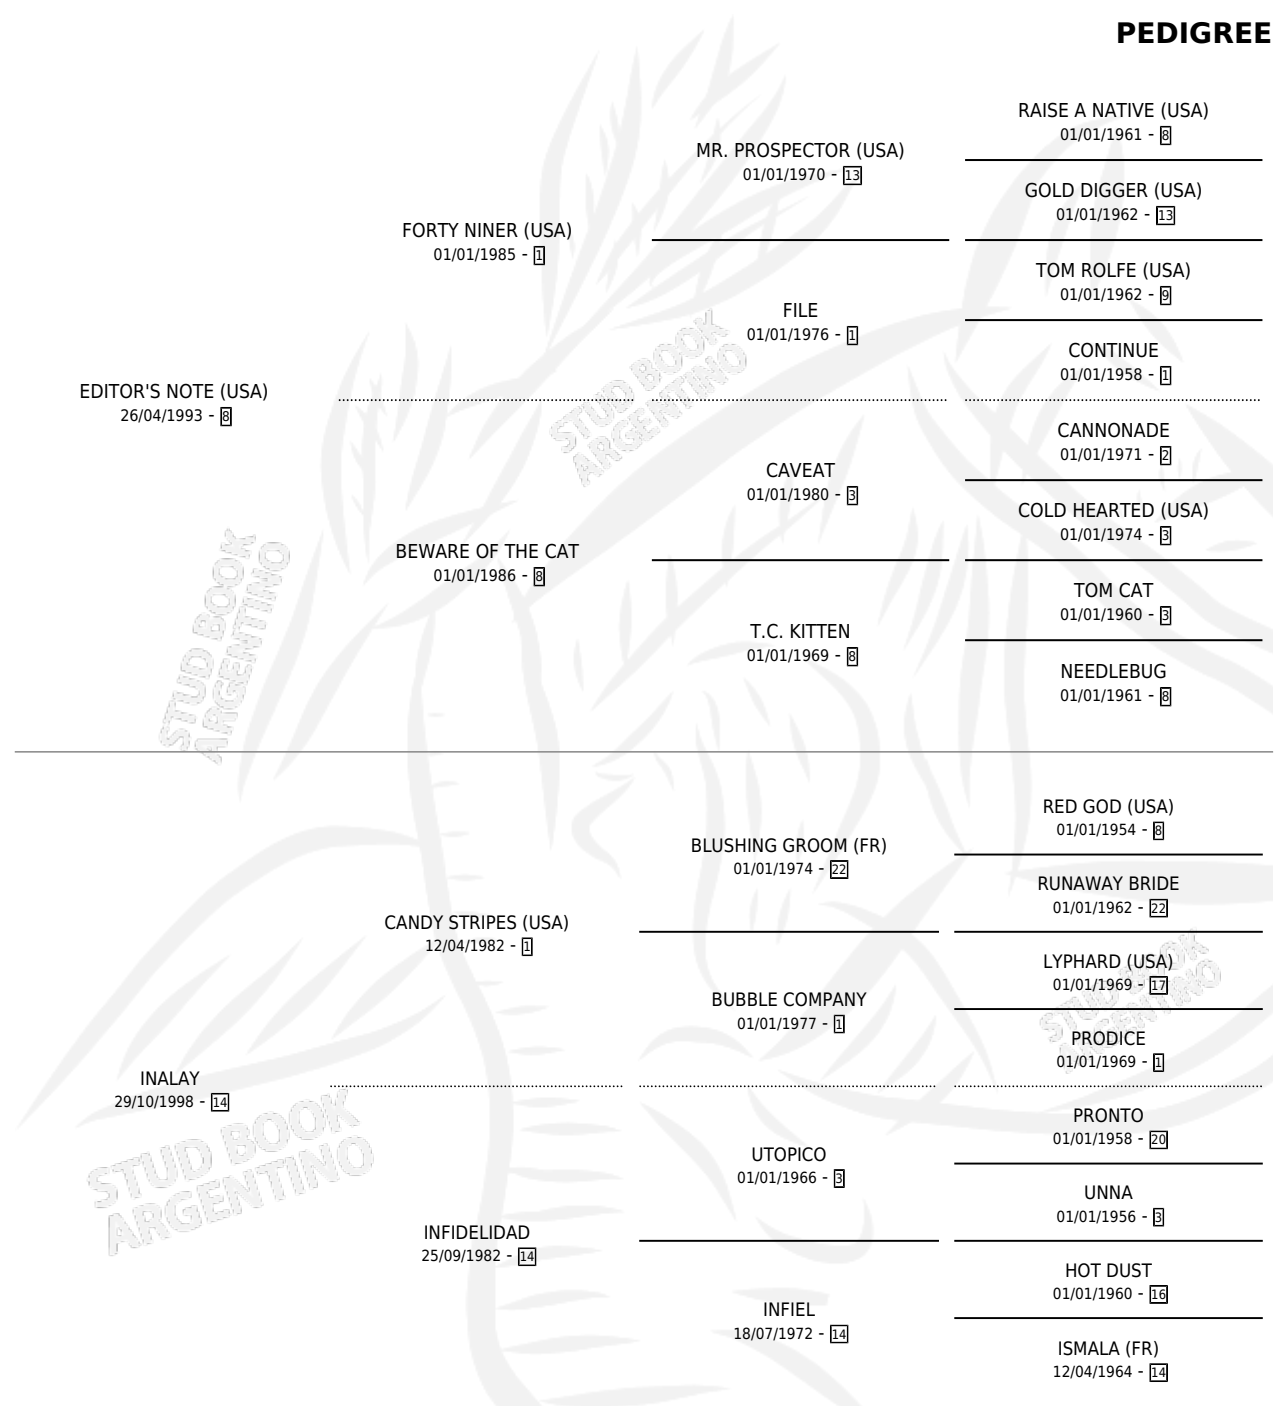 PEDIGREE
RAISE A NATIVE (USA)
01/01/1961 - 8
MR. PROSPECTOR (USA)
01/01/1970 - 13
GOLD DIGGER (USA)
01/01/1962 - 13
FORTY NINER (USA)
01/01/1985 - 1
TOM ROLFE (USA)
01/01/1962 - 9
FILE
01/01/1976 - 1
CONTINUE
01/01/1958 - 1
EDITOR'S NOTE (USA)
26/04/1993 - 8
CANNONADE
01/01/1971 - 2
CAVEAT
01/01/1980 - 3
COLD HEARTED (USA)
01/01/1974 - 3
BEWARE OF THE CAT
01/01/1986 - 8
TOM CAT
01/01/1960 - 3
T.C. KITTEN
01/01/1969 - 8
NEEDLEBUG
01/01/1961 - 8
RED GOD (USA)
01/01/1954 - 8
BLUSHING GROOM (FR)
01/01/1974 - 22
RUNAWAY BRIDE
01/01/1962 - 22
CANDY STRIPES (USA)
12/04/1982 - 1
LYPHARD (USA)
01/01/1969 - 17
BUBBLE COMPANY
01/01/1977 - 1
PRODICE
01/01/1969 - 1
INALAY
29/10/1998 - 14
PRONTO
01/01/1958 - 20
UTOPICO
01/01/1966 - 3
UNNA
01/01/1956 - 3
INFIDELIDAD
25/09/1982 - 14
HOT DUST
01/01/1960 - 16
INFIEL
18/07/1972 - 14
ISMALA (FR)
12/04/1964 - 14
STUD BOOK
ARGENTINO
STUD BOOK
ARGENTINO
STUD BOOK
ARGENTINO
STUD BOOK
ARGENTINO